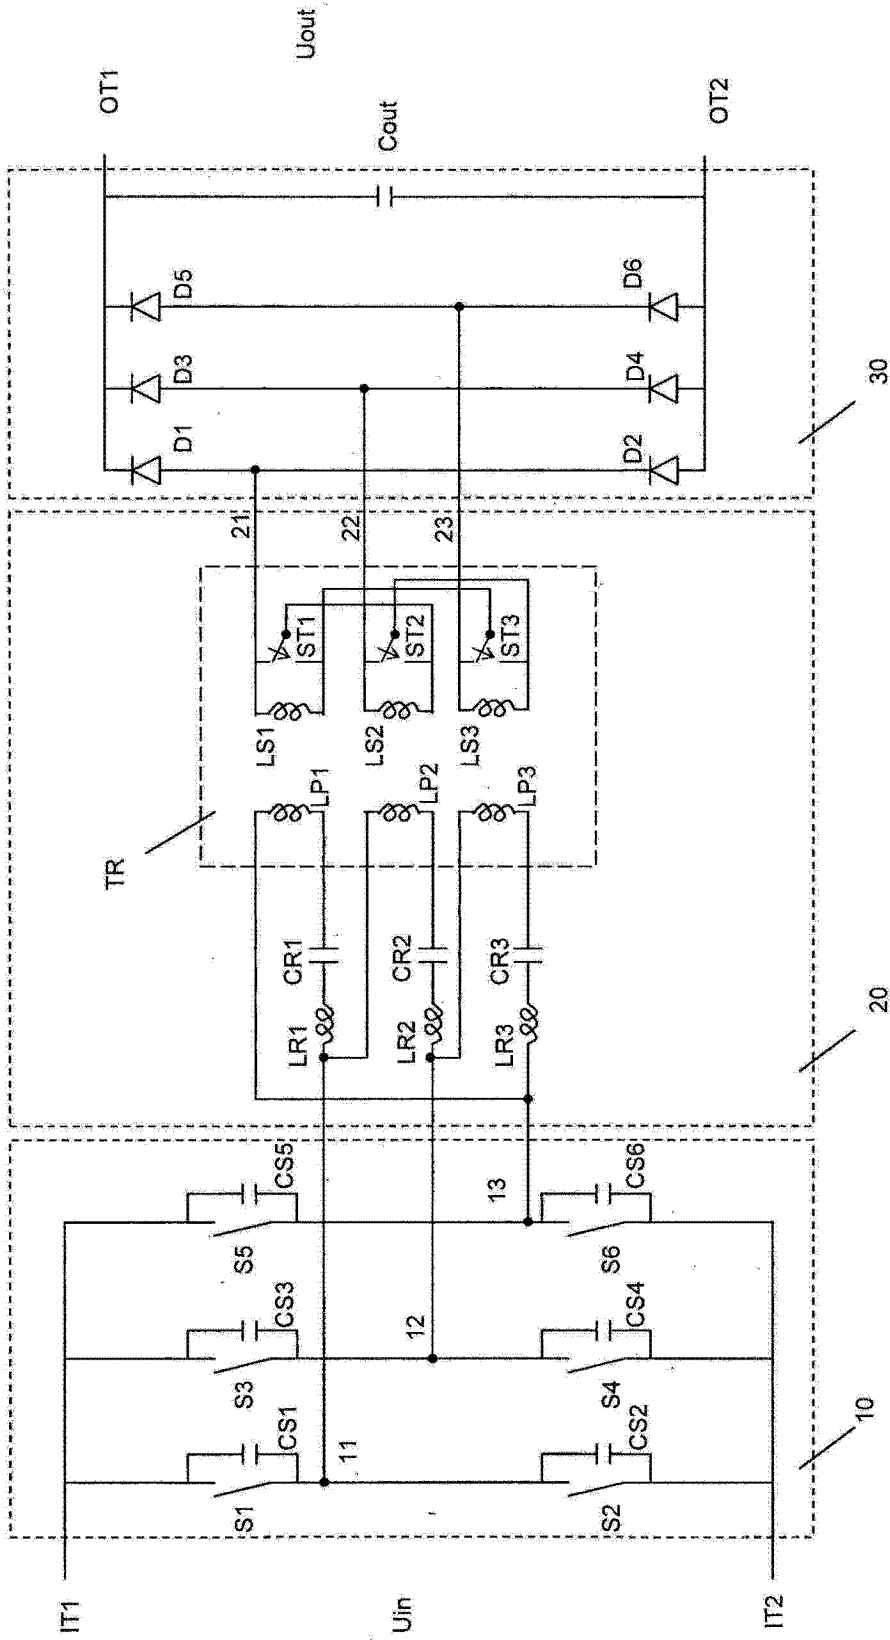 IT1
Uin
IT2
S1
CS1
S2
CS2
11
S3
CS3
S4
CS4
12
S5
CS5
S6
CS6
13
10
LR1
CR1
LR2
CR2
LR3
CR3
TR
LP1
LP2
LP3
LS1
LS2
LS3
ST1
ST2
ST3
21
22
23
20
D1
D2
D3
D4
D5
D6
30
Cout
OT1
Uout
OT2